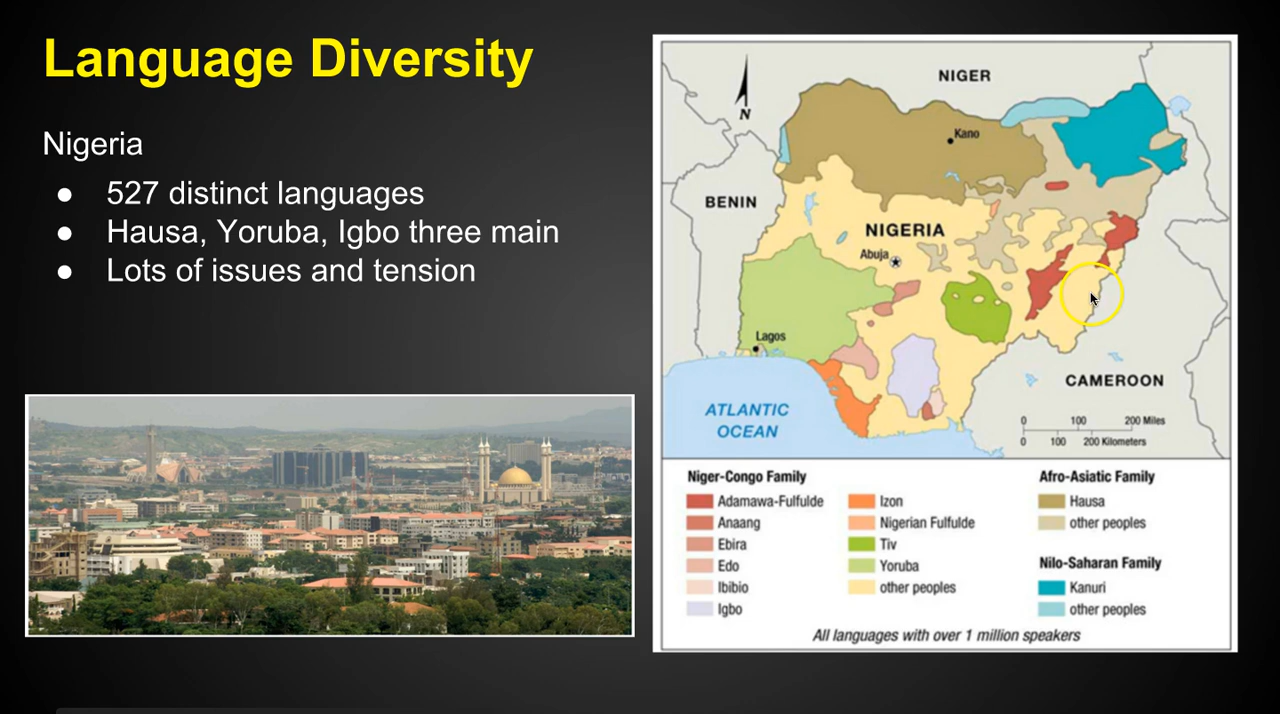 Language Diversity
Nigeria
● 527 distinct languages
● Hausa, Yoruba, Igbo three main
● Lots of issues and tension
NIGER
N
Kano
BENIN
NIGERIA
Abuja
Lagos
CAMEROON
ATLANTIC
OCEAN
0 100 200 Miles
0 100 200 Kilometers
Niger-Congo Family
Adamawa-Fulfulde
Anaang
Ebira
Edo
Ibibio
Igbo
Izon
Nigerian Fulfulde
Tiv
Yoruba
other peoples
Afro-Asiatic Family
Hausa
other peoples
Nilo-Saharan Family
Kanuri
other peoples
All languages with over 1 million speakers